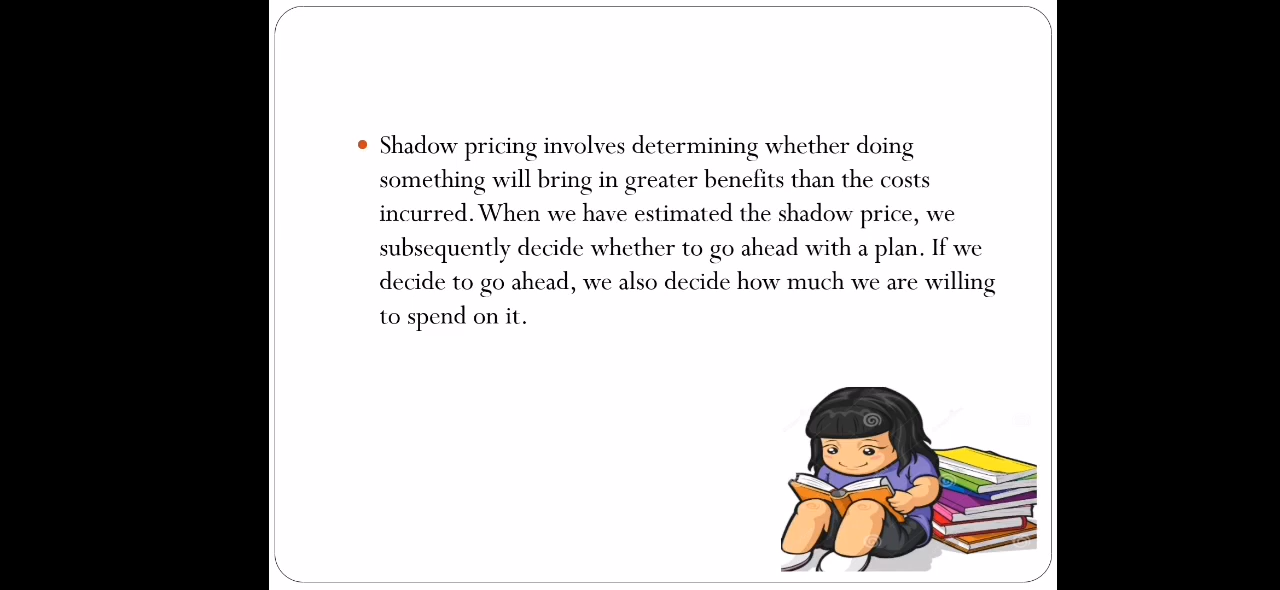 Shadow pricing involves determining whether doing
something will bring in greater benefits than the costs
incurred. When we have estimated the shadow price, we
subsequently decide whether to go ahead with a plan. If we
decide to go ahead, we also decide how much we are willing
to spend on it.